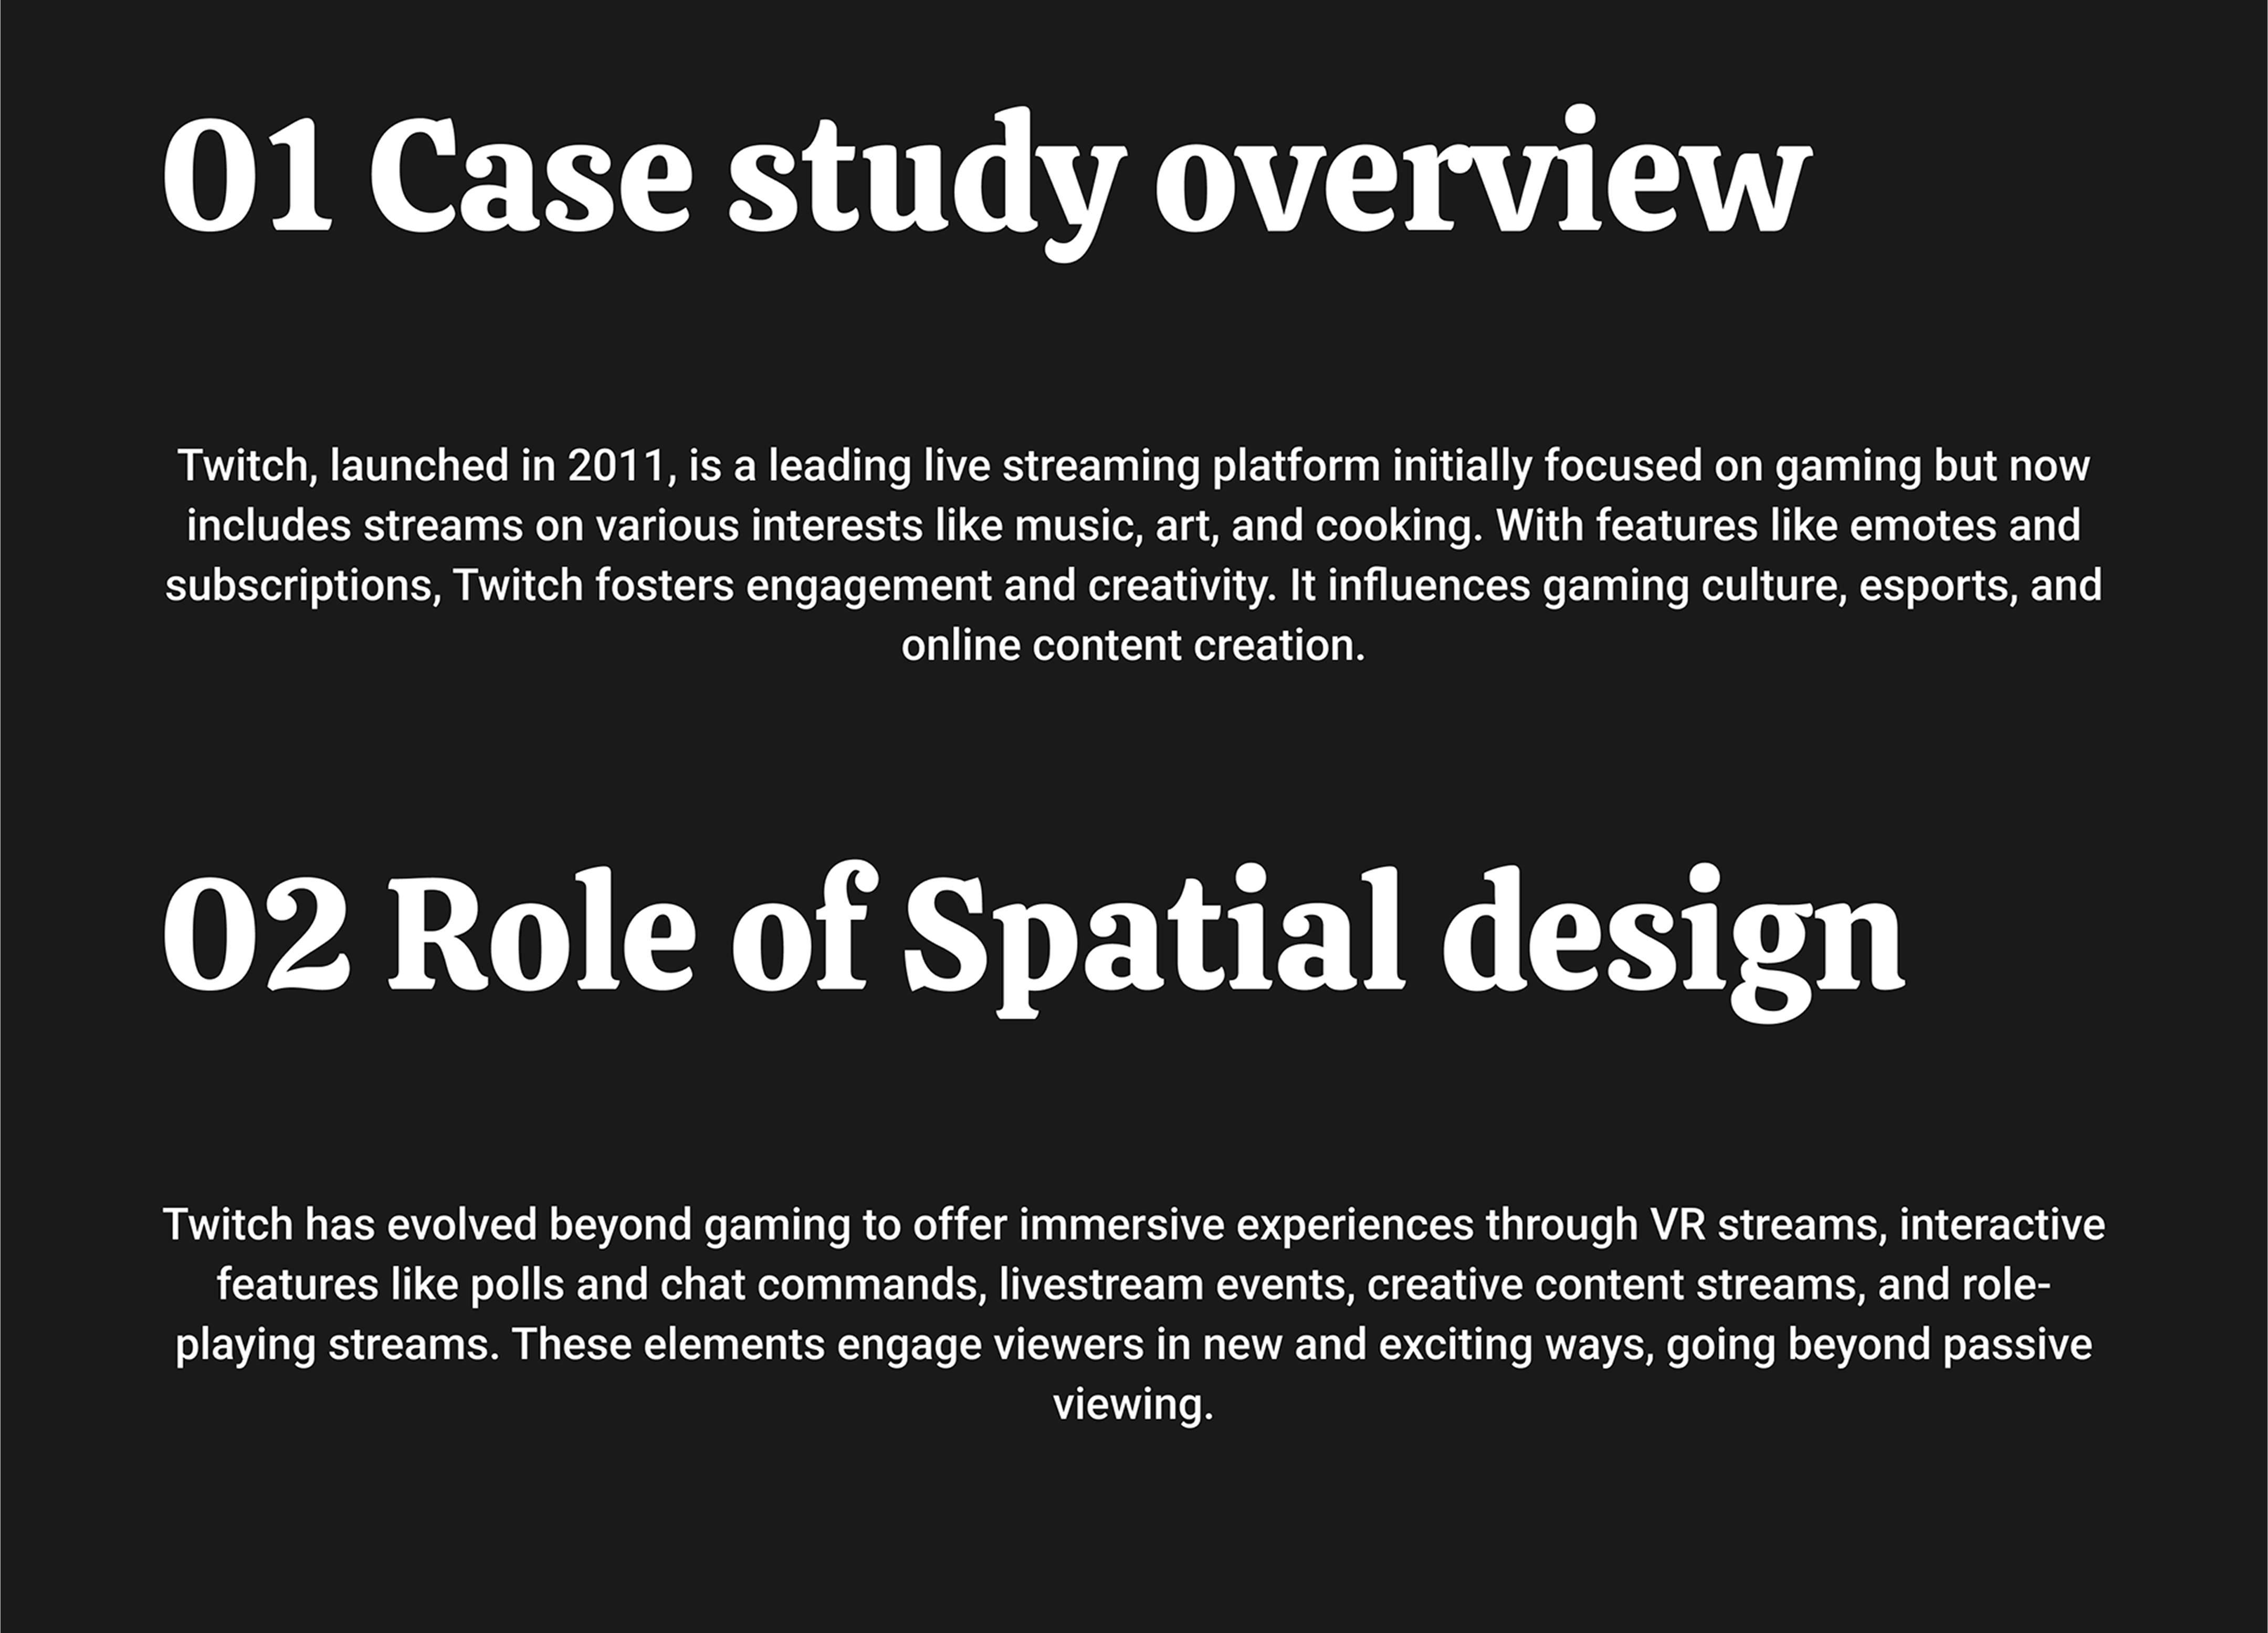 01 Case study overview
Twitch, launched in 2011, is a leading live streaming platform initially focused on gaming but now
includes streams on various interests like music, art, and cooking. With features like emotes and
subscriptions, Twitch fosters engagement and creativity. It influences gaming culture, esports, and
online content creation.
02 Role of Spatial design
Twitch has evolved beyond gaming to offer immersive experiences through VR streams, interactive
features like polls and chat commands, livestream events, creative content streams, and role-
playing streams. These elements engage viewers in new and exciting ways, going beyond passive
viewing.